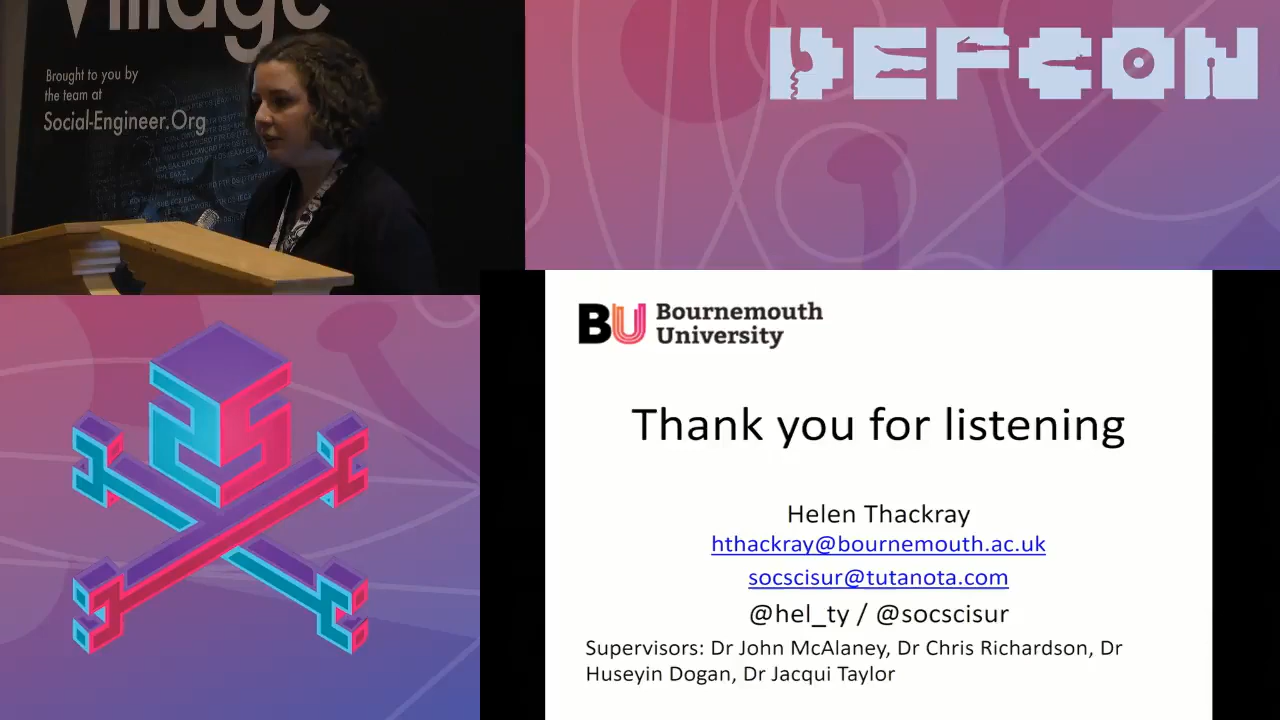 Village
Brought to you by
the team at
Social-Engineer.Org
DEFCON
BU Bournemouth
University
Thank you for listening
Helen Thackray
hthackray@bournemouth.ac.uk
socscisur@tutanota.com
@hel_ty / @socscisur
Supervisors: Dr John McAlaney, Dr Chris Richardson, Dr
Huseyin Dogan, Dr Jacqui Taylor